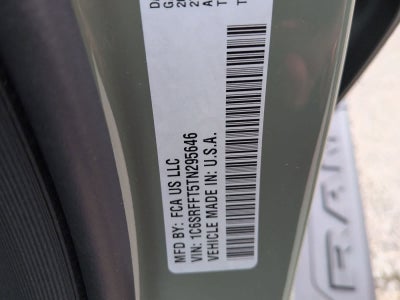 MFD BY: FCA US LLC
VIN: 1C6SRFFT5TN295646
VEHICLE MADE IN: U.S.A.
RAM